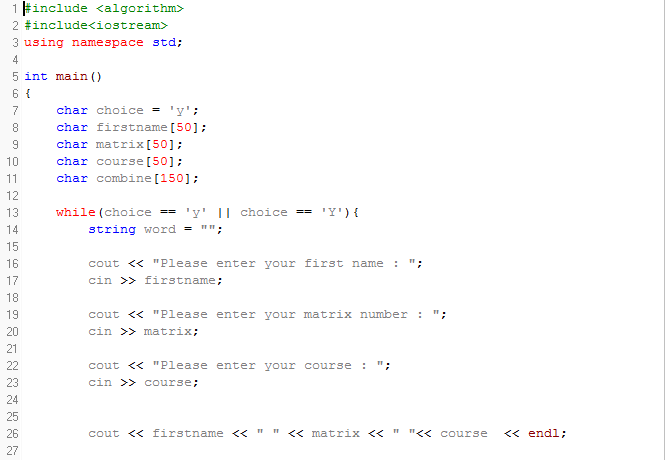 1 #include <algorithm>
2 #include<iostream>
3 using namespace std;
4
5 int main()
6 {
7     char choice = 'y';
8     char firstname[50];
9     char matrix[50];
10     char course[50];
11     char combine[150];
12
13     while(choice == 'y' || choice == 'Y'){
14         string word = "";
15
16         cout << "Please enter your first name : ";
17         cin >> firstname;
18
19         cout << "Please enter your matrix number : ";
20         cin >> matrix;
21
22         cout << "Please enter your course : ";
23         cin >> course;
24
25
26         cout << firstname << " " << matrix << " "<< course  << endl;
27